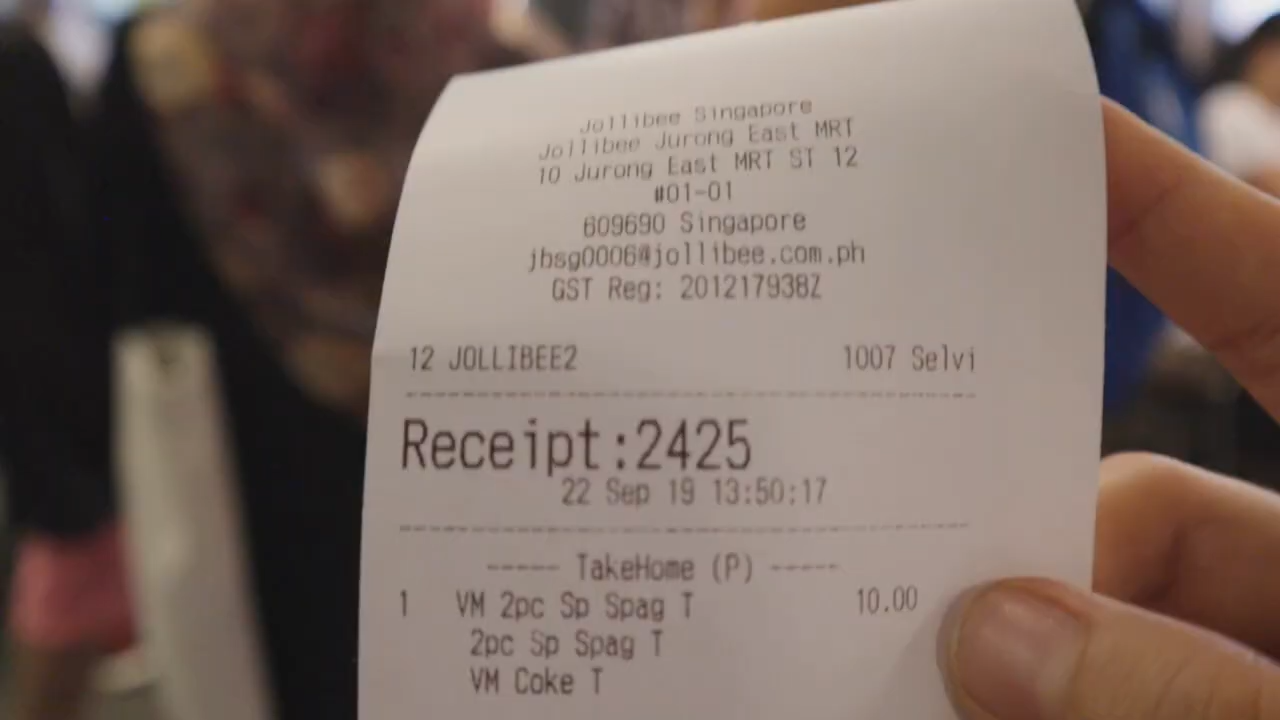 Jollibee Singapore
Jollibee Jurong East MRT
10 Jurong East MRT ST 12
#01-01
609690 Singapore
jbsg0006@jollibee.com.ph
GST Reg: 201217938Z
12 JOLLIBEE2 1007 Selvi
Receipt:2425
22 Sep 19 13:50:17
----- TakeHome (P) -----
1 VM 2pc Sp Spag T 10.00
2pc Sp Spag T
VM Coke T